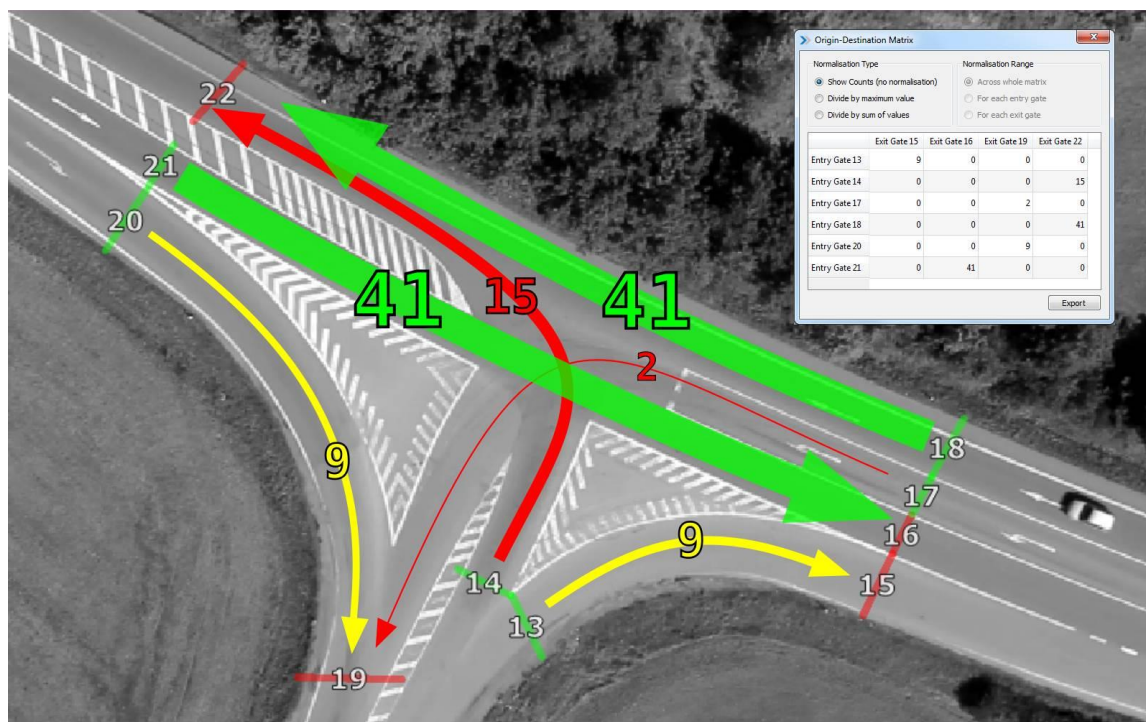 Origin-Destination Matrix
Normalisation Type
Normalisation Range
Show Counts (no normalisation)
Across whole matrix
Divide by maximum value
For each entry gate
Divide by sum of values
For each exit gate
Exit Gate 15 Exit Gate 16 Exit Gate 19 Exit Gate 22
Entry Gate 13 9 0 0 0
Entry Gate 14 0 0 0 15
Entry Gate 17 0 0 2 0
Entry Gate 18 0 0 0 41
Entry Gate 20 0 0 9 0
Entry Gate 21 0 41 0 0
Export
22
21
20
41
15
41
2
9
18
17
16
9
15
14
13
19